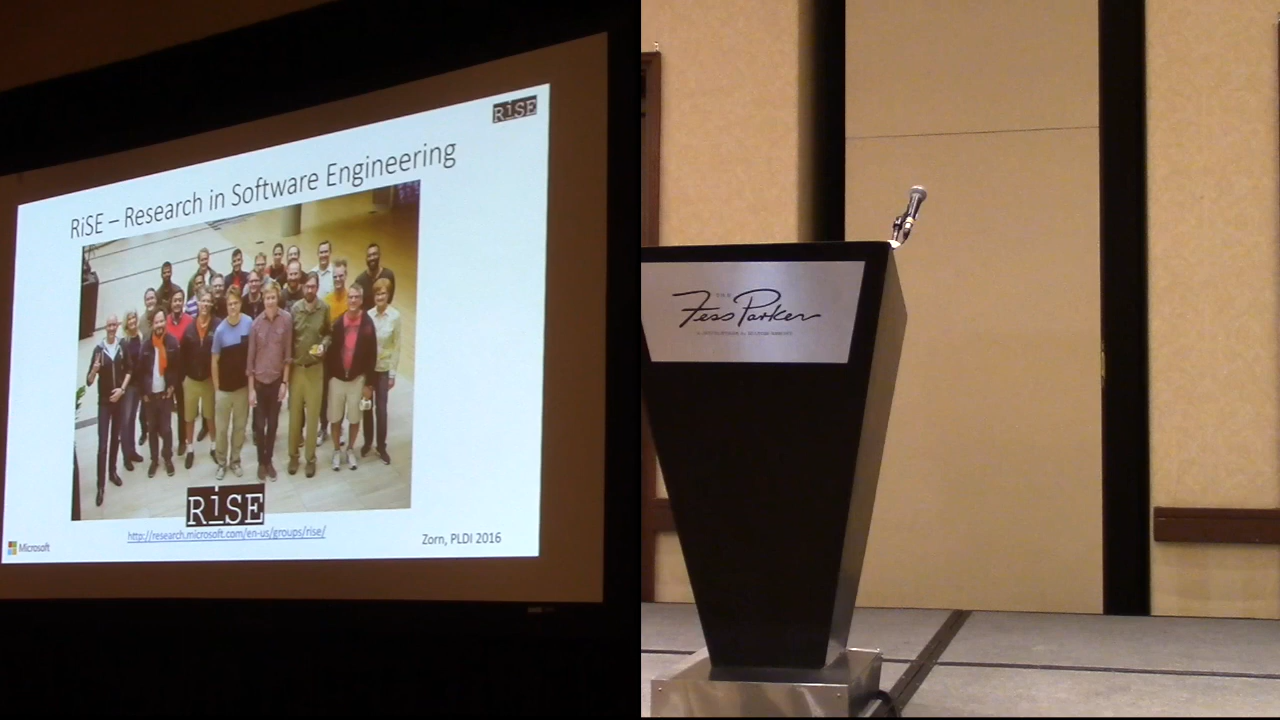 RiSE
RiSE – Research in Software Engineering
RiSE
http://research.microsoft.com/en-us/groups/rise/
Microsoft
Zorn, PLDI 2016
THE
Fess Parker